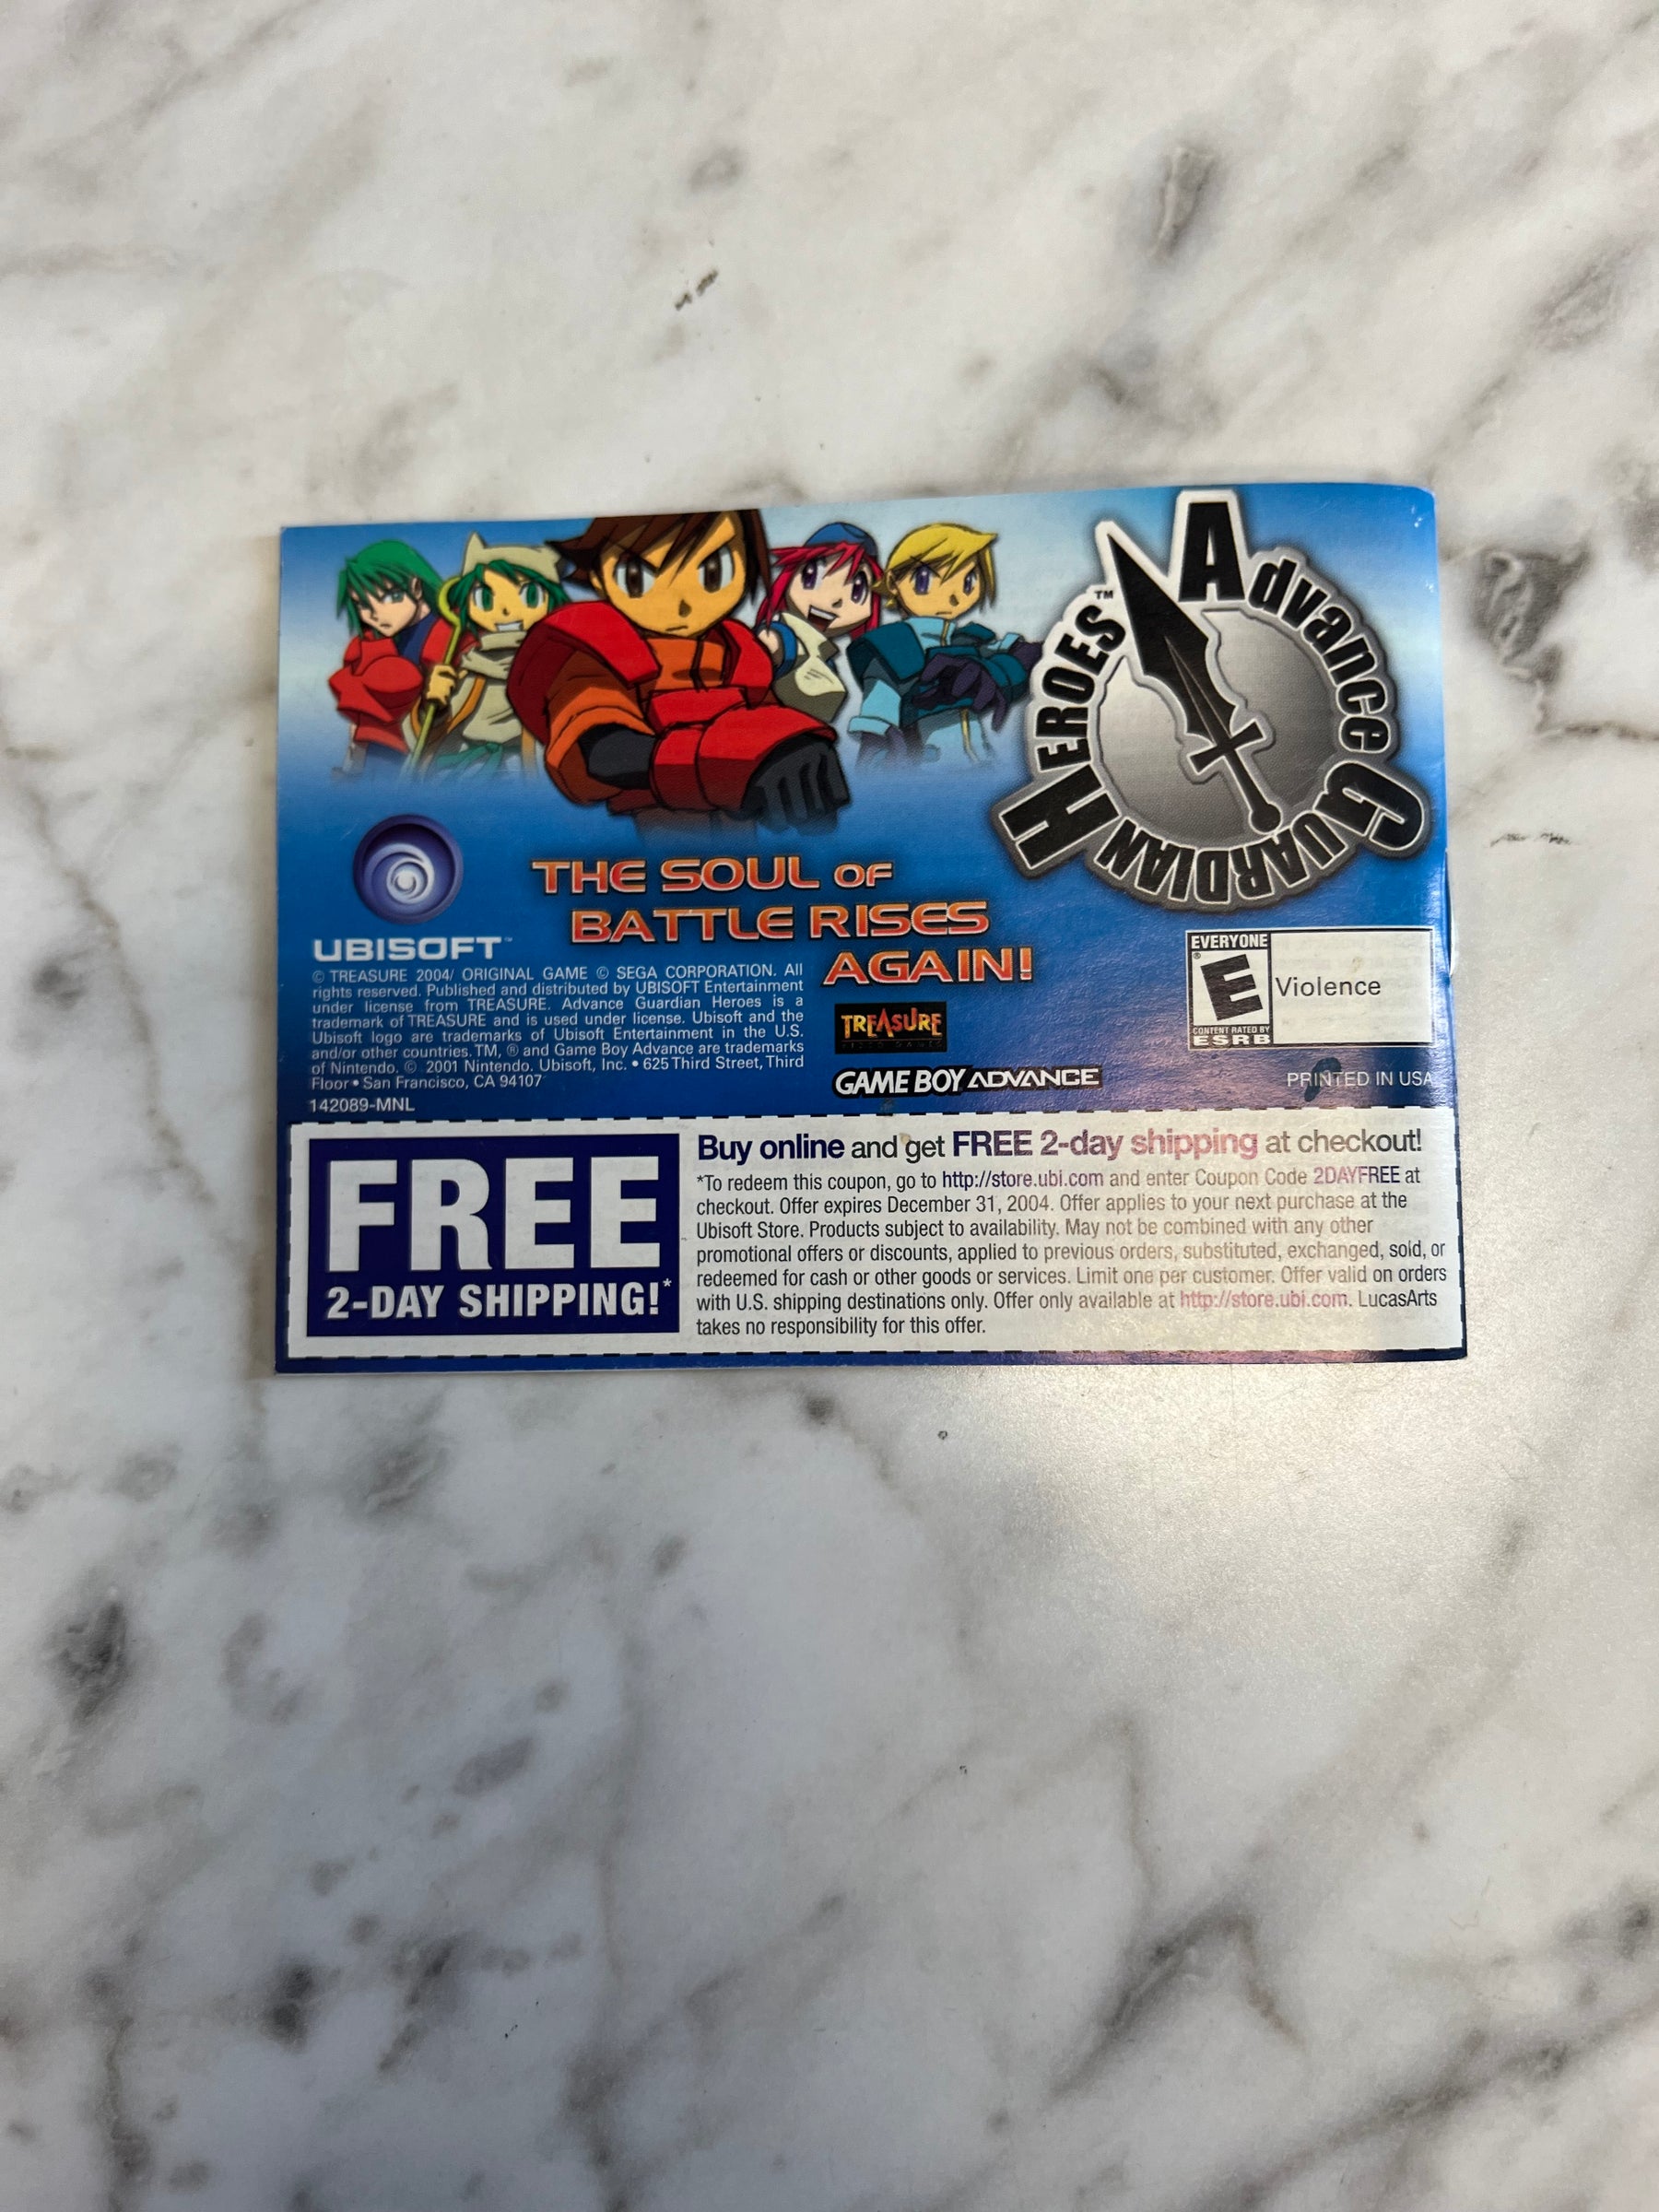 Advance Guardian Heroes™
THE SOUL OF
BATTLE RISES
AGAIN!
UBISOFT™
© TREASURE 2004/ ORIGINAL GAME © SEGA CORPORATION. All
rights reserved. Published and distributed by UBISOFT Entertainment
under license from TREASURE. Advance Guardian Heroes is a
trademark of TREASURE and is used under license. Ubisoft and the
Ubisoft logo are trademarks of Ubisoft Entertainment in the U.S.
and/or other countries. TM, ® and Game Boy Advance are trademarks
of Nintendo. © 2001 Nintendo. Ubisoft, Inc. • 625 Third Street, Third
Floor • San Francisco, CA 94107
142089-MNL
TREASURE
VIDEO GAMES
GAME BOY ADVANCE
EVERYONE
E®
CONTENT RATED BY
ESRB
Violence
PRINTED IN USA
FREE
2-DAY SHIPPING!*
Buy online and get FREE 2-day shipping at checkout!
*To redeem this coupon, go to http://store.ubi.com and enter Coupon Code 2DAYFREE at
checkout. Offer expires December 31, 2004. Offer applies to your next purchase at the
Ubisoft Store. Products subject to availability. May not be combined with any other
promotional offers or discounts, applied to previous orders, substituted, exchanged, sold, or
redeemed for cash or other goods or services. Limit one per customer. Offer valid on orders
with U.S. shipping destinations only. Offer only available at http://store.ubi.com. LucasArts
takes no responsibility for this offer.